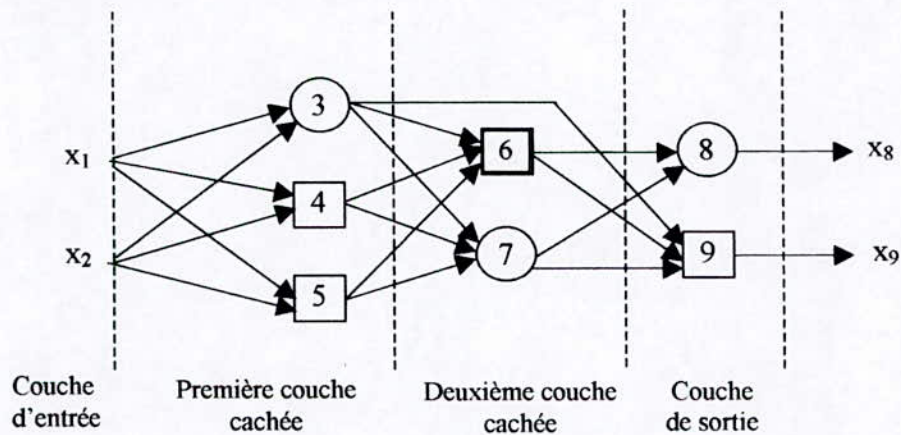 3
x₁
6
8
x₈
4
x₂
7
9
x₉
5
Couche
d'entrée
Première couche
cachée
Deuxième couche
cachée
Couche
de sortie